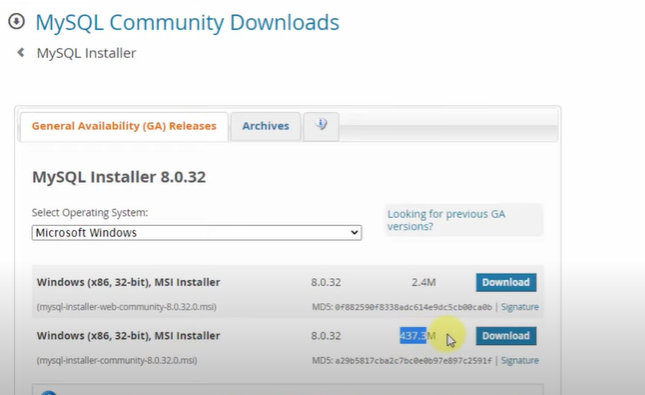 MySQL Community Downloads
MySQL Installer
General Availability (GA) Releases Archives
MySQL Installer 8.0.32
Select Operating System:
Looking for previous GA versions?
Microsoft Windows
Windows (x86, 32-bit), MSI Installer 8.0.32 2.4M Download
(mysql-installer-web-community-8.0.32.0.msi) MD5: 0f882590f8338adc614e9dc5cb00ca0b | Signature
Windows (x86, 32-bit), MSI Installer 8.0.32 437.3M Download
(mysql-installer-community-8.0.32.0.msi) MD5: a29b5817cba2c7bc0e0b97e897c2591f | Signature